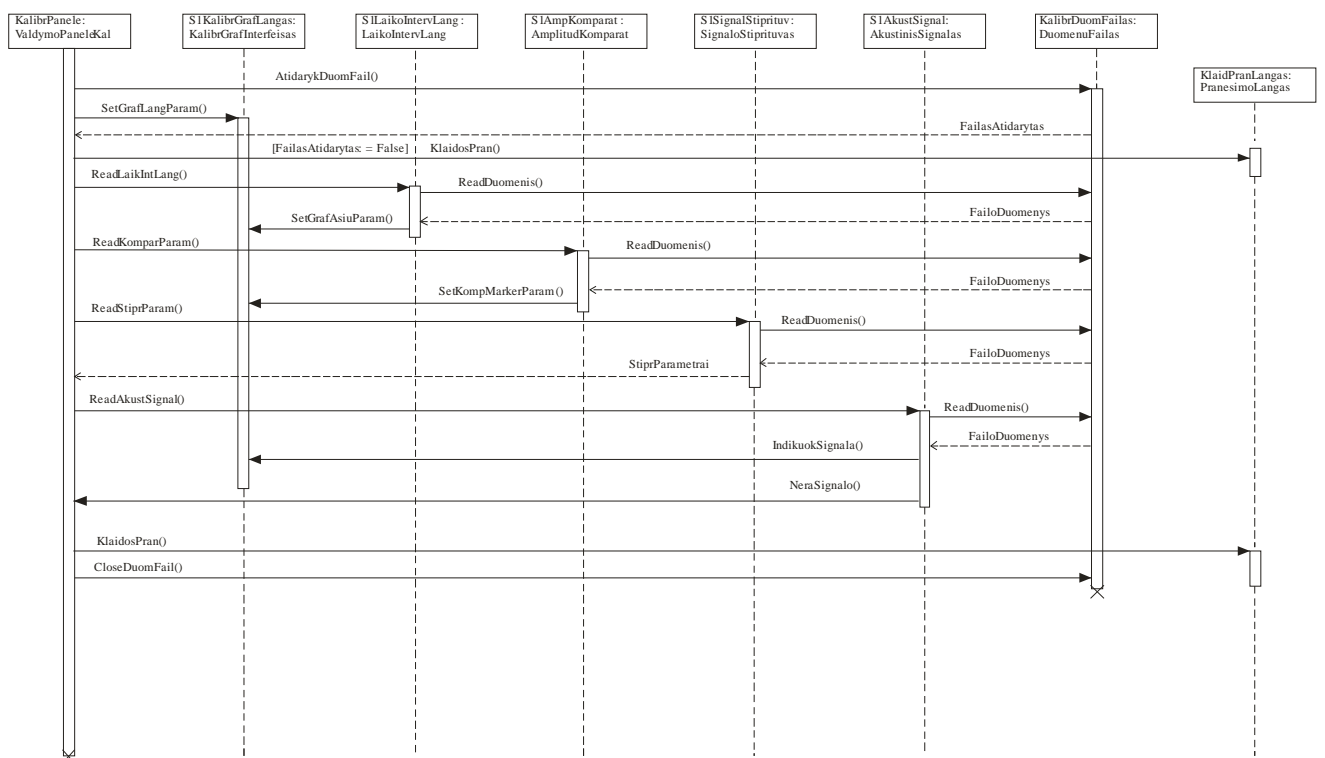 KalibrPanele:
ValdymoPaneleKal
S1KalibrGrafLangas:
KalibrGrafInterfeisas
S1LaikoIntervLang :
LaikoIntervLang
S1AmpKomparat :
AmplitudKomparat
S1SignalStiprituv:
SignaloStiprituvas
S1AkustSignal:
AkustinisSignalas
KalibrDuomFailas:
DuomenuFailas
KlaidPranLangas:
PranesimoLangas
AtidarykDuomFail()
SetGrafLangParam()
FailasAtidarytas
[FailasAtidarytas: = False] KlaidosPran()
ReadLaikIntLang()
ReadDuomenis()
FailoDuomenys
SetGrafAsiuParam()
ReadKomparParam()
ReadDuomenis()
FailoDuomenys
SetKompMarkerParam()
ReadStiprParam()
ReadDuomenis()
FailoDuomenys
StiprParametrai
ReadAkustSignal()
ReadDuomenis()
FailoDuomenys
IndikuokSignala()
NeraSignalo()
KlaidosPran()
CloseDuomFail()